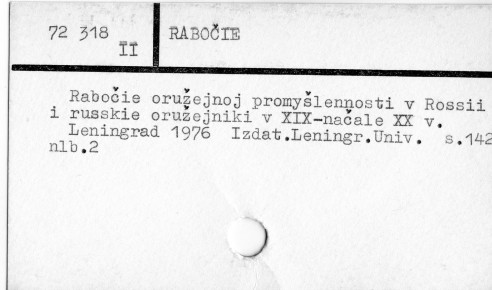 72 318 RABOČIE
II
Rabočie oružejnoj promyšlennosti v Rossii
i russkie oružejniki v XIX-načale XX v.
Leningrad 1976 Izdat.Leningr.Univ. s.142
nlb.2